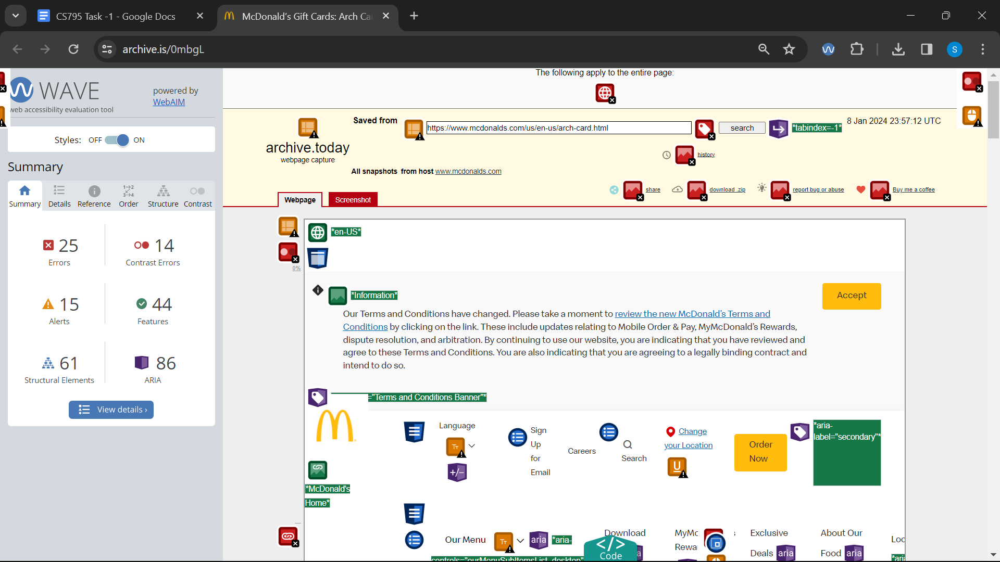 CS795 Task -1 - Google Docs
McDonald's Gift Cards: Arch Ca
archive.is/0mbgL
S
WAVE
powered by
WebAIM
web accessibility evaluation tool
Styles: OFF ON
Summary
Summary Details Reference Order Structure Contrast
25 Errors
14 Contrast Errors
15 Alerts
44 Features
61 Structural Elements
86 ARIA
View details ›
The following apply to the entire page:
archive.today
webpage capture
Saved from
https://www.mcdonalds.com/us/en-us/arch-card.html
search
*tabindex=-1*
8 Jan 2024 23:57:12 UTC
history
All snapshots from host www.mcdonalds.com
share
download .zip
report bug or abuse
Buy me a coffee
Webpage
Screenshot
0%
*en-US*
*Information*
Accept
Our Terms and Conditions have changed. Please take a moment to review the new McDonald's Terms and
Conditions by clicking on the link. These include updates relating to Mobile Order & Pay, MyMcDonald's Rewards,
dispute resolution, and arbitration. By continuing to use our website, you are indicating that you have reviewed and
agree to these Terms and Conditions. You are also indicating that you are agreeing to a legally binding contract and
intend to do so.
="Terms and Conditions Banner"*
*McDonald's
Home*
Language
Sign
Up
for
Email
Careers
Search
Change
your Location
Order
Now
*aria-
label="secondary"*
Our Menu
aria
*aria-
controls="ourMenuSubItemsList_desktop"
Download
</>
Code
MyMc
Rewa
Exclusive
Deals aria
About Our
Food aria
Loc
*aria